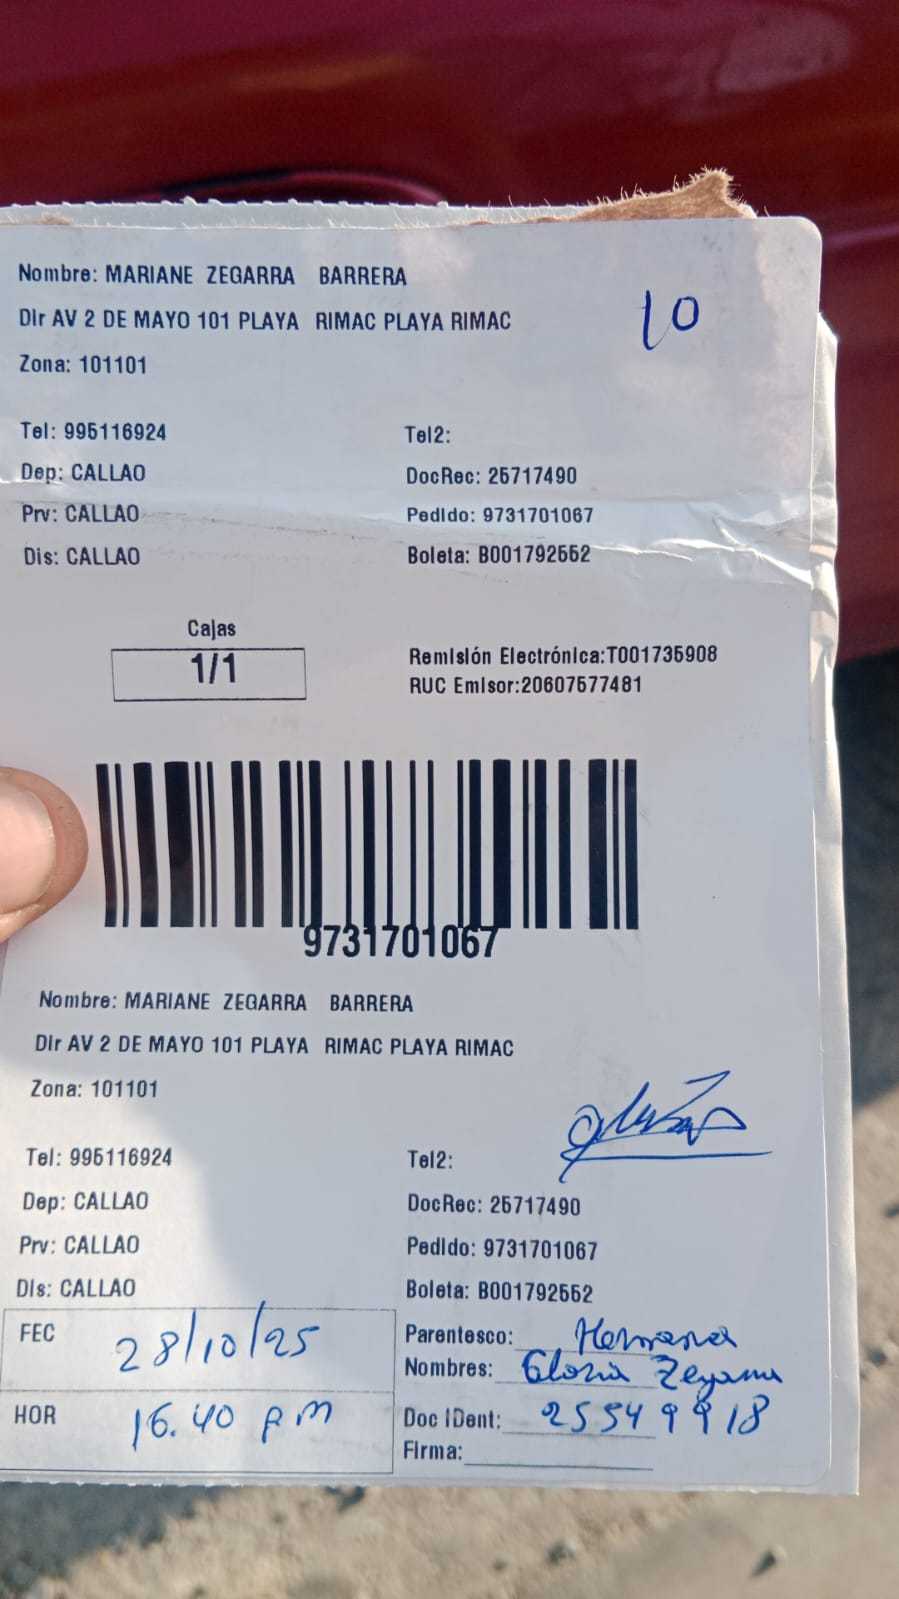 Nombre: MARIANE ZEGARRA BARRERA
10
Dir AV 2 DE MAYO 101 PLAYA RIMAC PLAYA RIMAC
Zona: 101101
Tel: 995116924
Tel2:
Dep: CALLAO
DocRec: 25717490
Prv: CALLAO
Pedido: 9731701067
Dis: CALLAO
Boleta: B001792552
Cajas
1/1
Remisión Electrónica:T001735908
RUC Emisor:20607577481
9731701067
Nombre: MARIANE ZEGARRA BARRERA
Dir AV 2 DE MAYO 101 PLAYA RIMAC PLAYA RIMAC
Zona: 101101
Tel: 995116924
Tel2:
Dep: CALLAO
DocRec: 25717490
Prv: CALLAO
Pedido: 9731701067
Dis: CALLAO
Boleta: B001792552
FEC 28/10/25
Parentesco: Hermana
Nombres: Gloria Zegarra
HOR 16.40 pm
Doc IDent: 25549918
Firma: